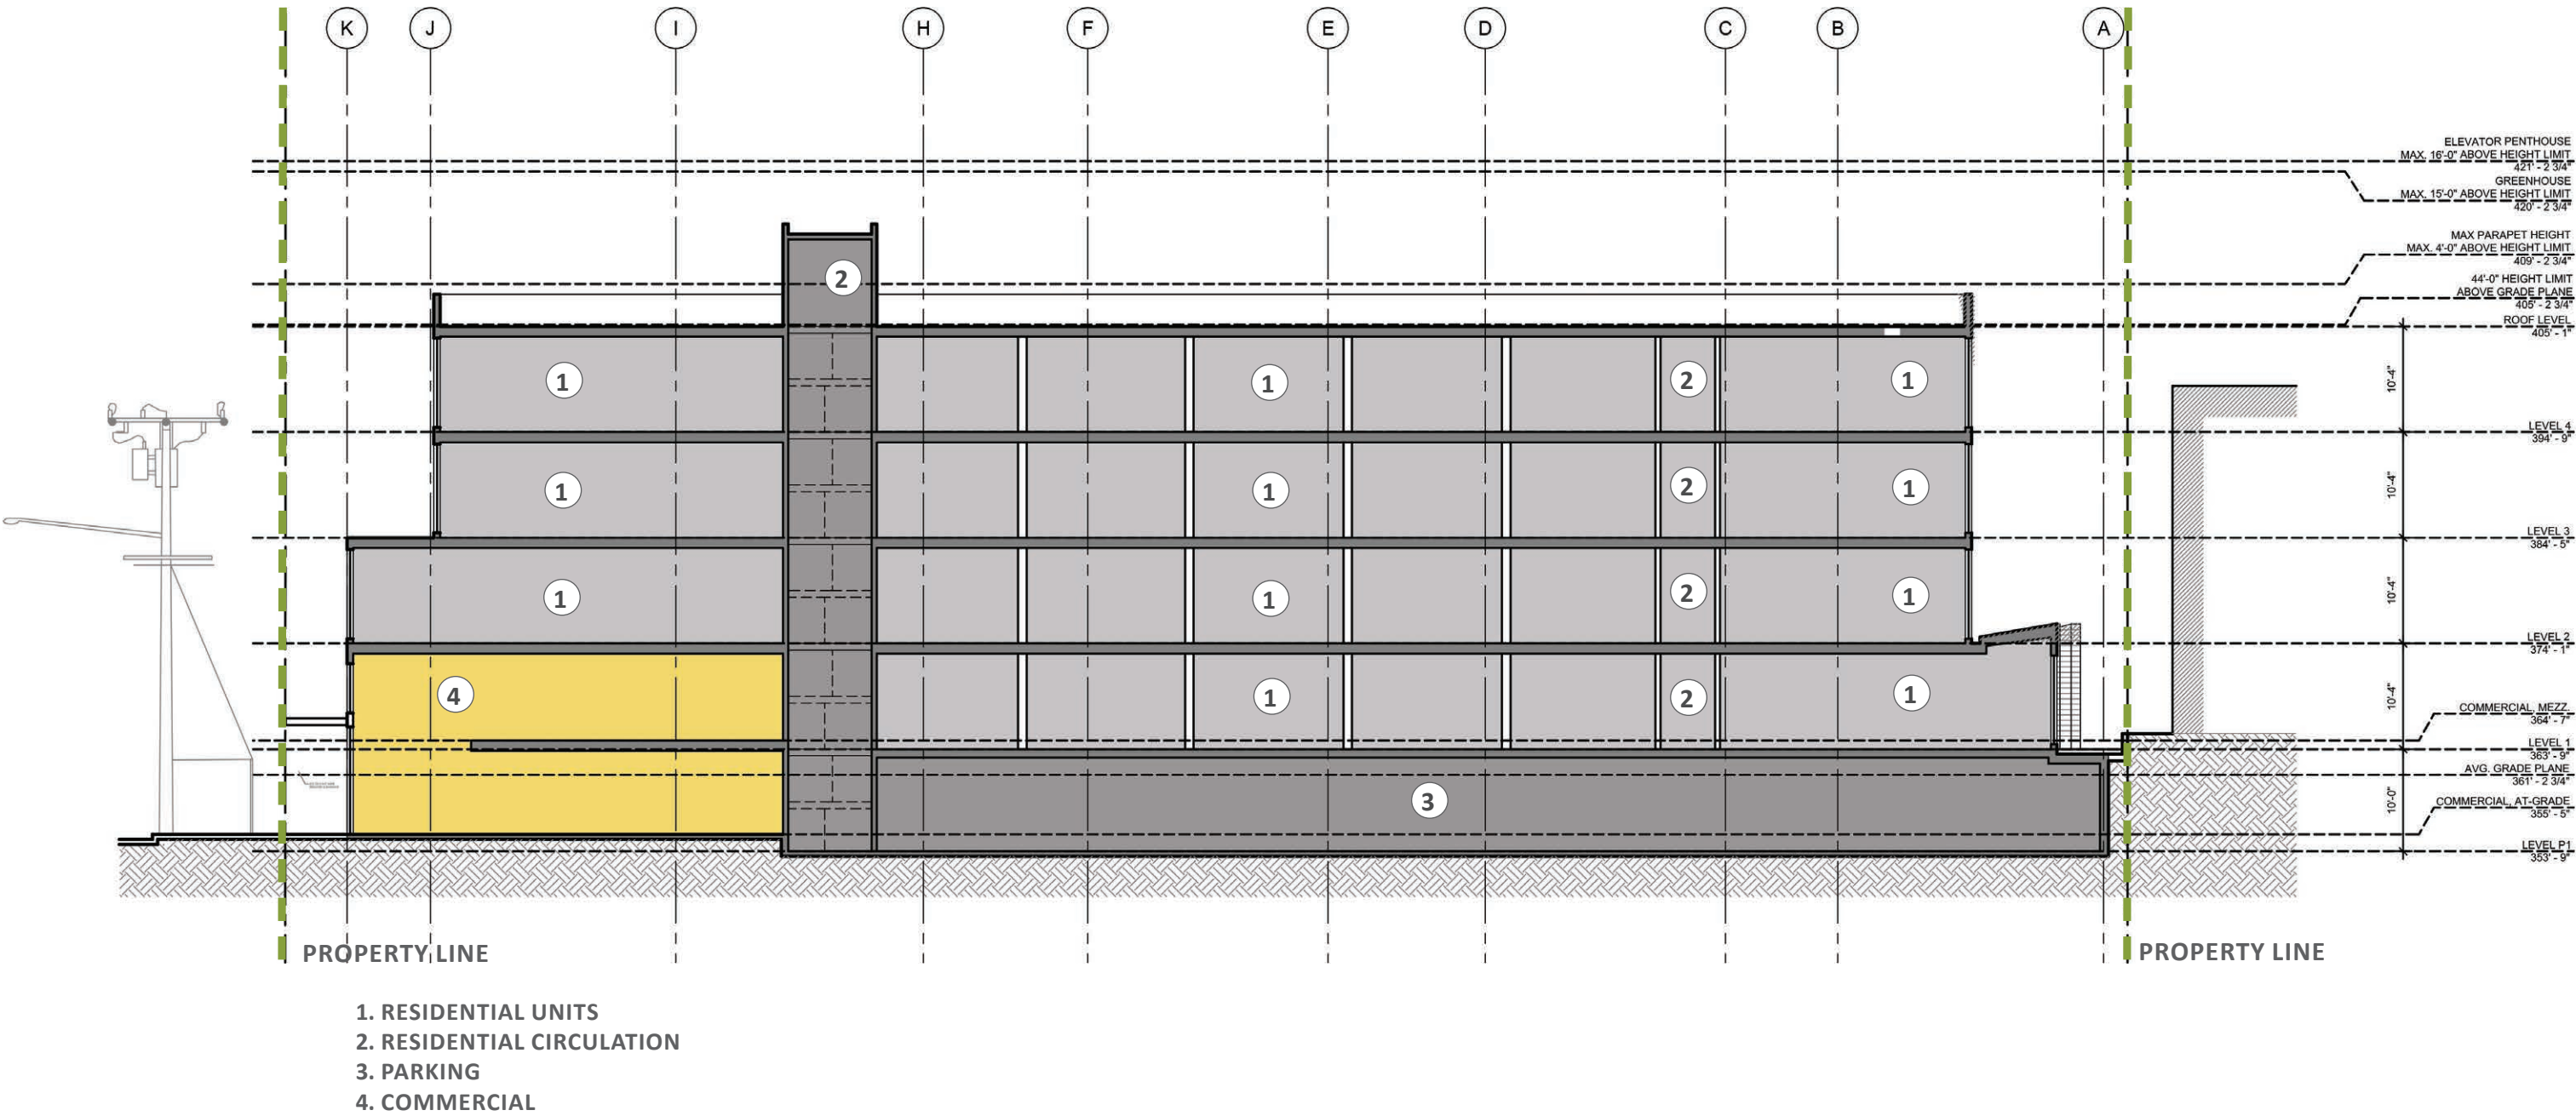 K J I H F E D C B A
ELEVATOR PENTHOUSE
MAX. 16'-0" ABOVE HEIGHT LIMIT
421' - 2 3/4"
GREENHOUSE
MAX. 15'-0" ABOVE HEIGHT LIMIT
420' - 2 3/4"
MAX PARAPET HEIGHT
MAX. 4'-0" ABOVE HEIGHT LIMIT
409' - 2 3/4"
44'-0" HEIGHT LIMIT
ABOVE GRADE PLANE
405' - 2 3/4"
ROOF LEVEL
405' - 1"
2
1 1 2 1
10'-4"
LEVEL 4
394' - 9"
1 1 2 1
10'-4"
LEVEL 3
384' - 5"
1 1 2 1
10'-4"
LEVEL 2
374' - 1"
4 1 2 1
10'-4"
COMMERCIAL, MEZZ.
364' - 7"
LEVEL 1
363' - 9"
AVG. GRADE PLANE
361' - 2 3/4"
3
10'-0"
COMMERCIAL, AT-GRADE
355' - 5"
LEVEL P1
353' - 9"
PROPERTY LINE
PROPERTY LINE
1. RESIDENTIAL UNITS
2. RESIDENTIAL CIRCULATION
3. PARKING
4. COMMERCIAL